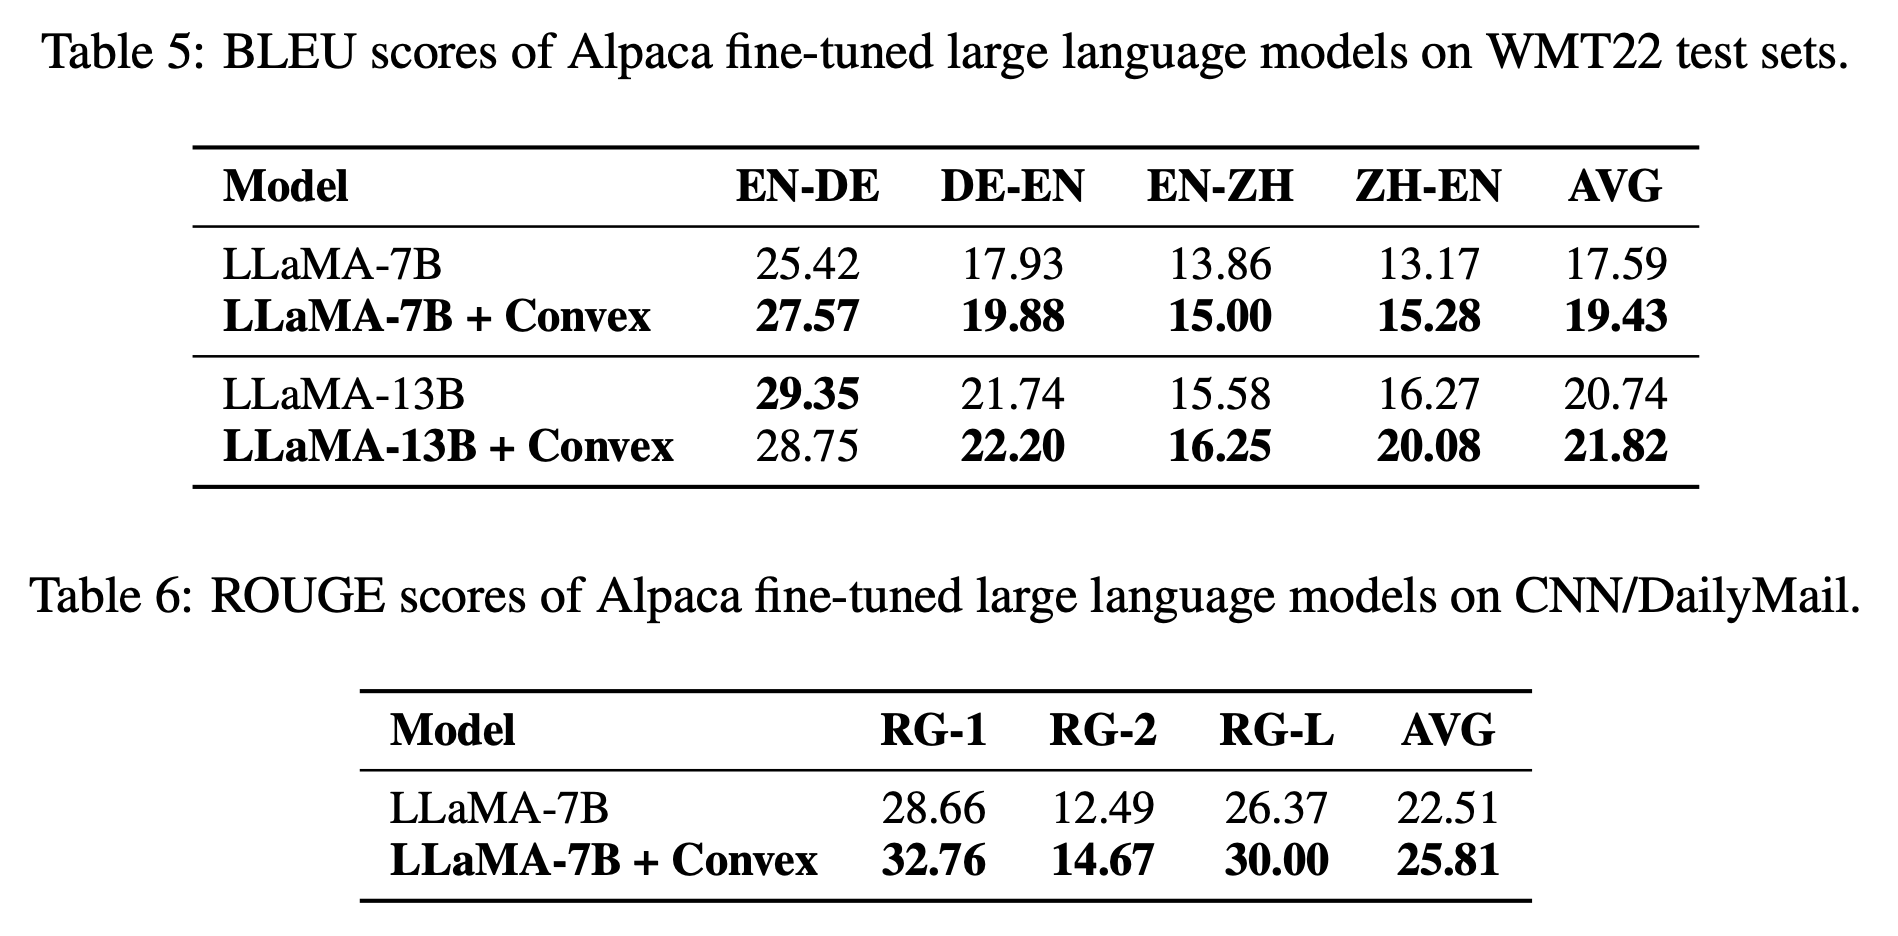 Table 5: BLEU scores of Alpaca fine-tuned large language models on WMT22 test sets.
Model EN-DE DE-EN EN-ZH ZH-EN AVG
LLaMA-7B 25.42 17.93 13.86 13.17 17.59
LLaMA-7B + Convex 27.57 19.88 15.00 15.28 19.43
LLaMA-13B 29.35 21.74 15.58 16.27 20.74
LLaMA-13B + Convex 28.75 22.20 16.25 20.08 21.82
Table 6: ROUGE scores of Alpaca fine-tuned large language models on CNN/DailyMail.
Model RG-1 RG-2 RG-L AVG
LLaMA-7B 28.66 12.49 26.37 22.51
LLaMA-7B + Convex 32.76 14.67 30.00 25.81